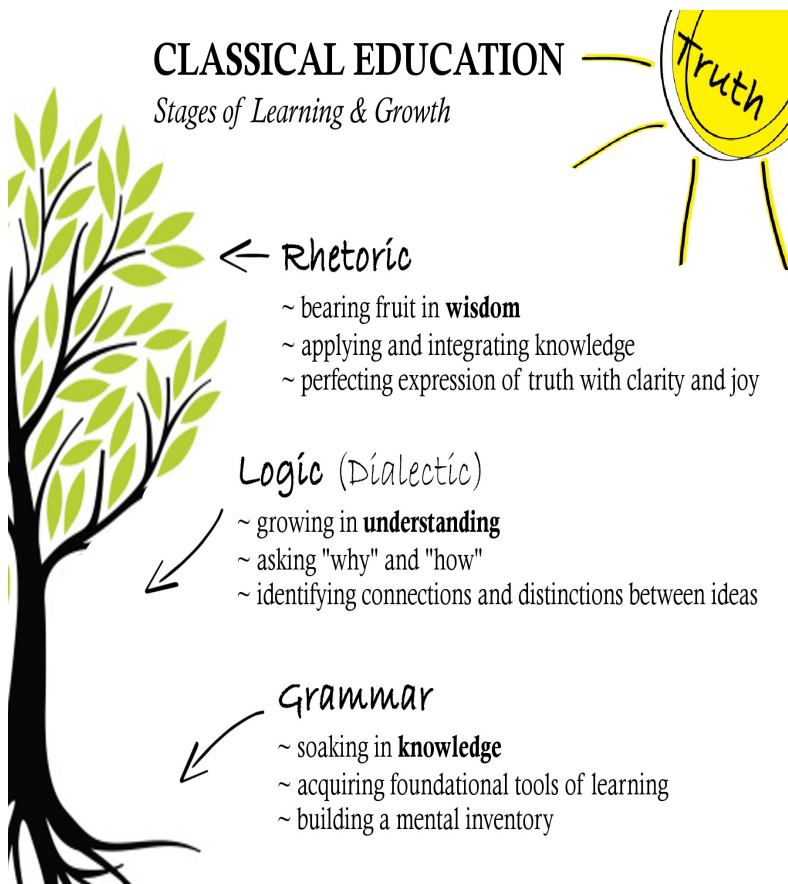 CLASSICAL EDUCATION
Stages of Learning & Growth
Truth
Rhetoric
~ bearing fruit in wisdom
~ applying and integrating knowledge
~ perfecting expression of truth with clarity and joy
Logic (Dialectic)
~ growing in understanding
~ asking "why" and "how"
~ identifying connections and distinctions between ideas
Grammar
~ soaking in knowledge
~ acquiring foundational tools of learning
~ building a mental inventory